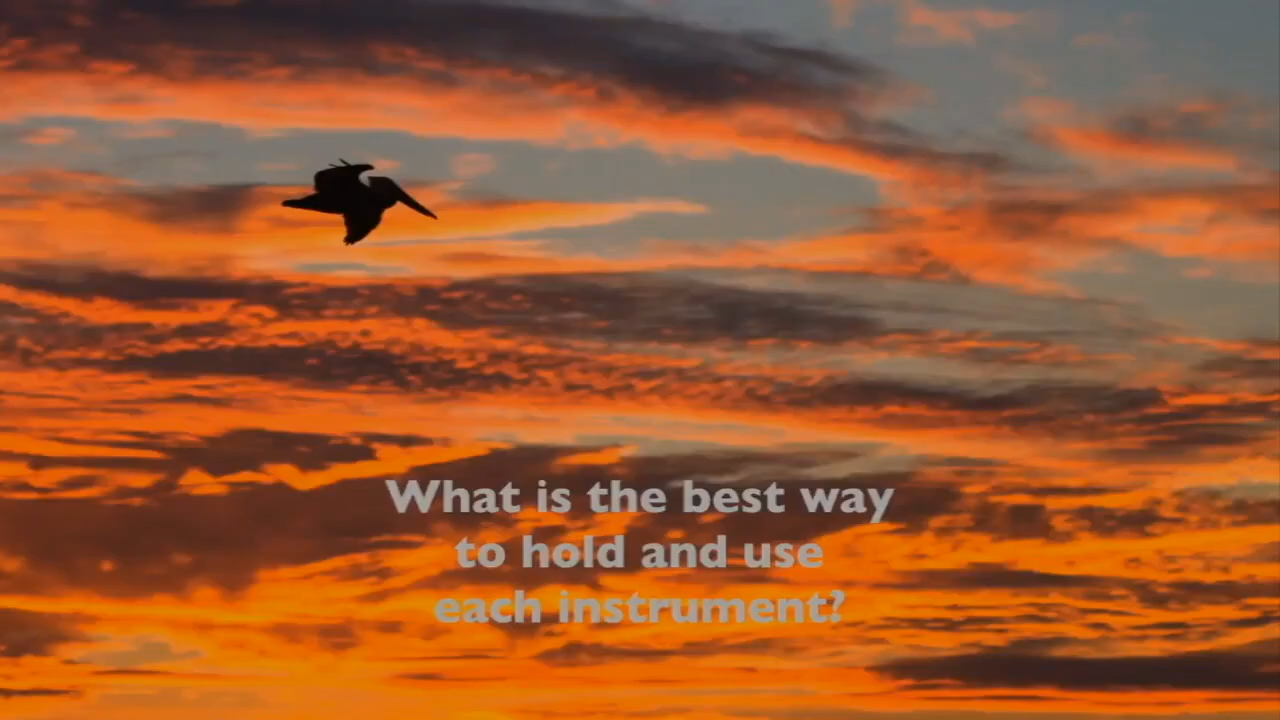 What is the best way
to hold and use
each instrument?